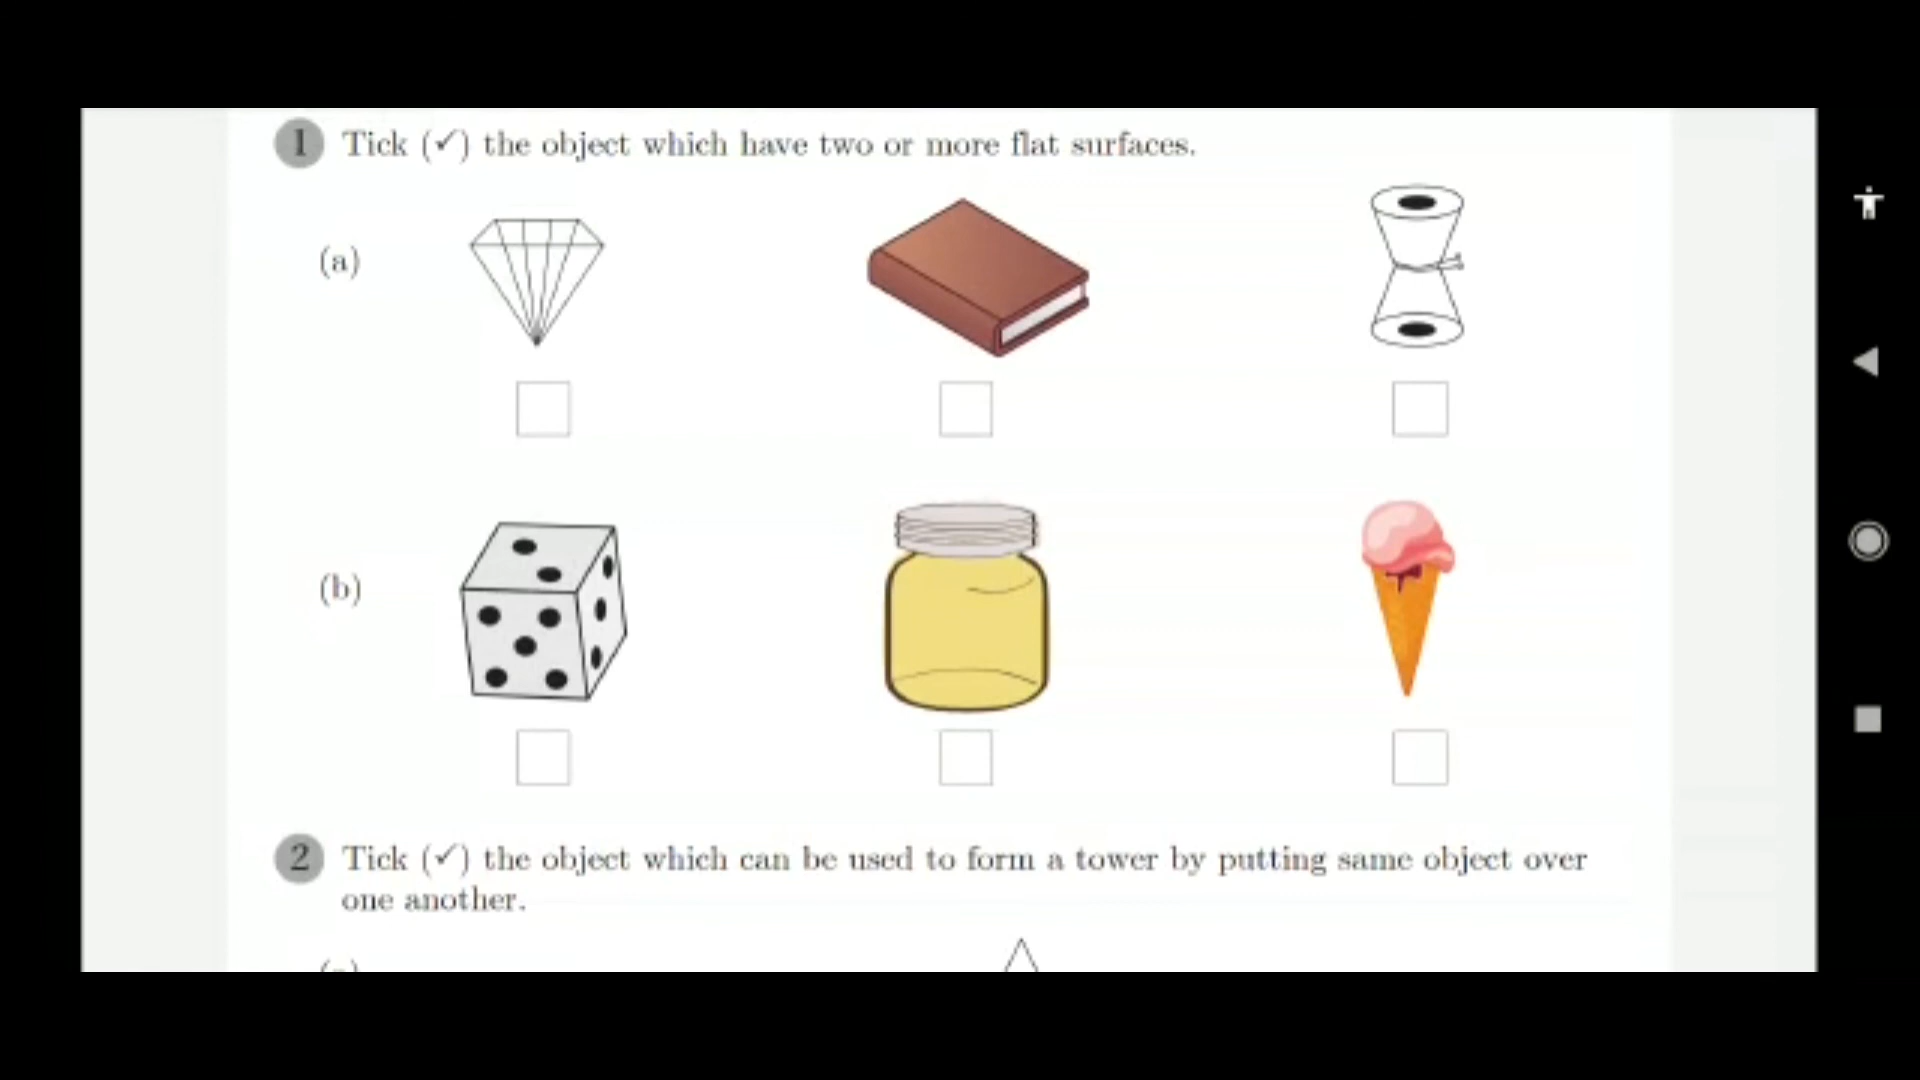 1 Tick (✓) the object which have two or more flat surfaces.
(a)
(b)
2 Tick (✓) the object which can be used to form a tower by putting same object over
one another.